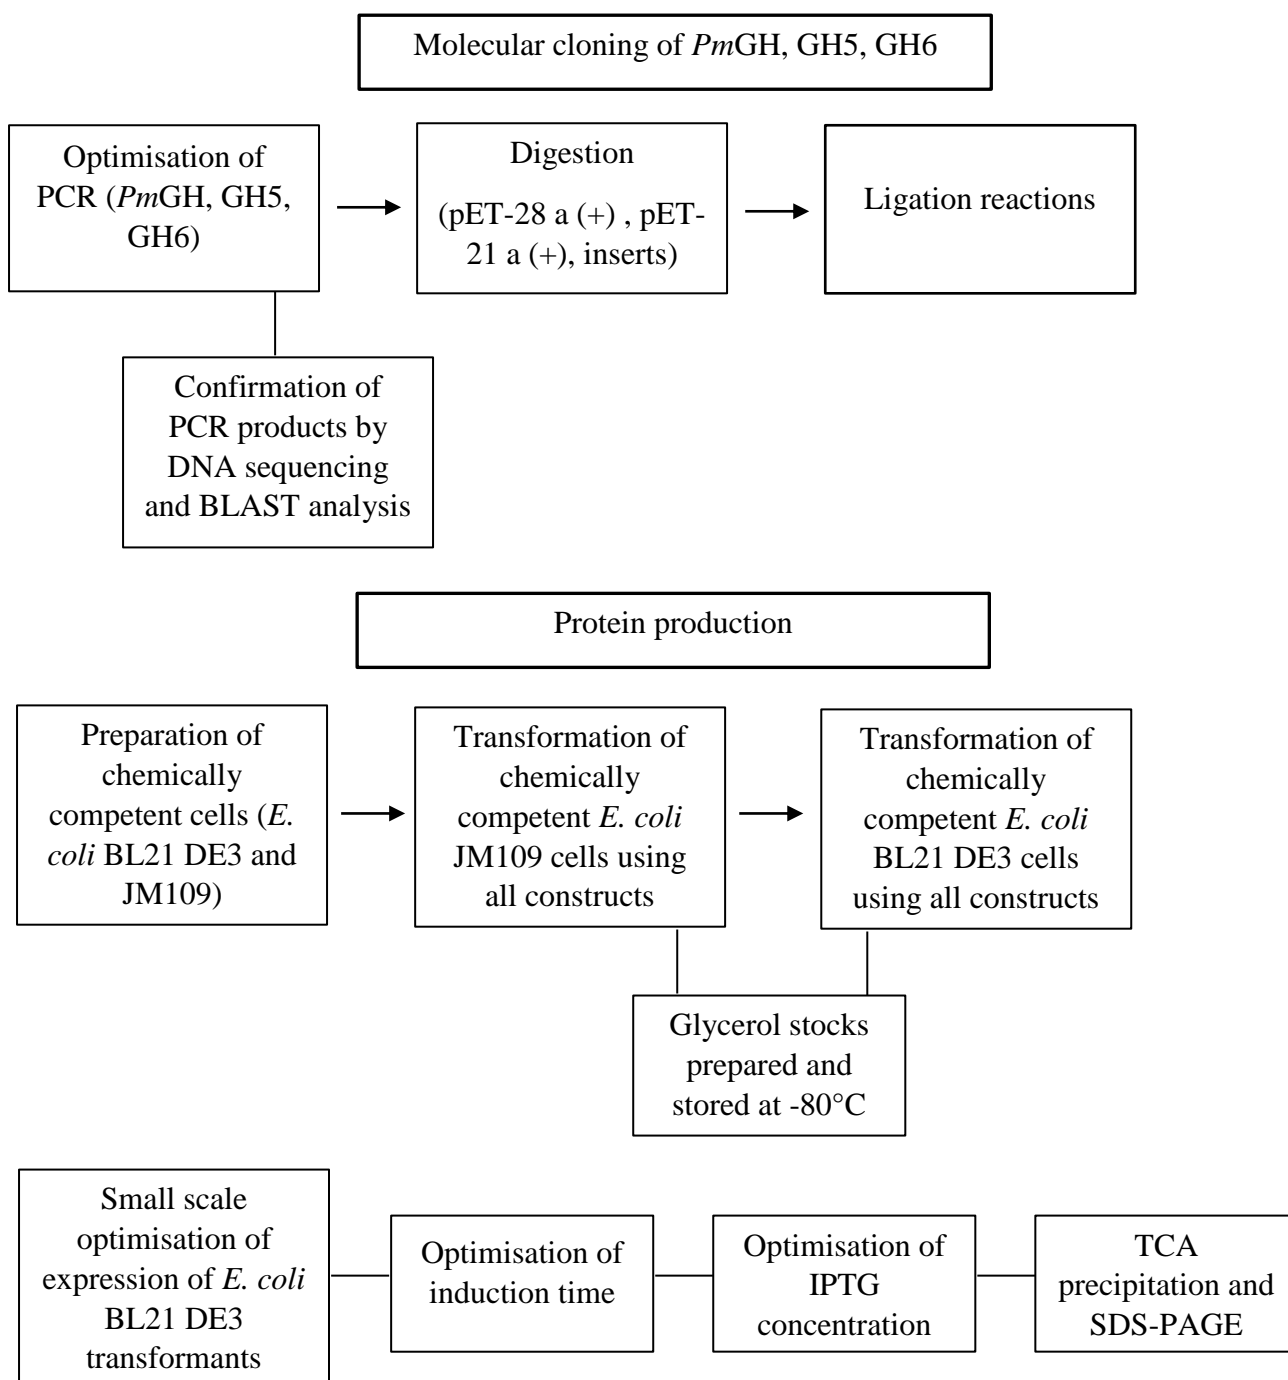 Molecular cloning of PmGH, GH5, GH6
Optimisation of
PCR (PmGH, GH5,
GH6)
Digestion
(pET-28 a (+) , pET-
21 a (+), inserts)
Ligation reactions
Confirmation of
PCR products by
DNA sequencing
and BLAST analysis
Protein production
Preparation of
chemically
competent cells (E.
coli BL21 DE3 and
JM109)
Transformation of
chemically
competent E. coli
JM109 cells using
all constructs
Transformation of
chemically
competent E. coli
BL21 DE3 cells
using all constructs
Glycerol stocks
prepared and
stored at -80°C
Small scale
optimisation of
expression of E. coli
BL21 DE3
transformants
Optimisation of
induction time
Optimisation of
IPTG
concentration
TCA
precipitation and
SDS-PAGE